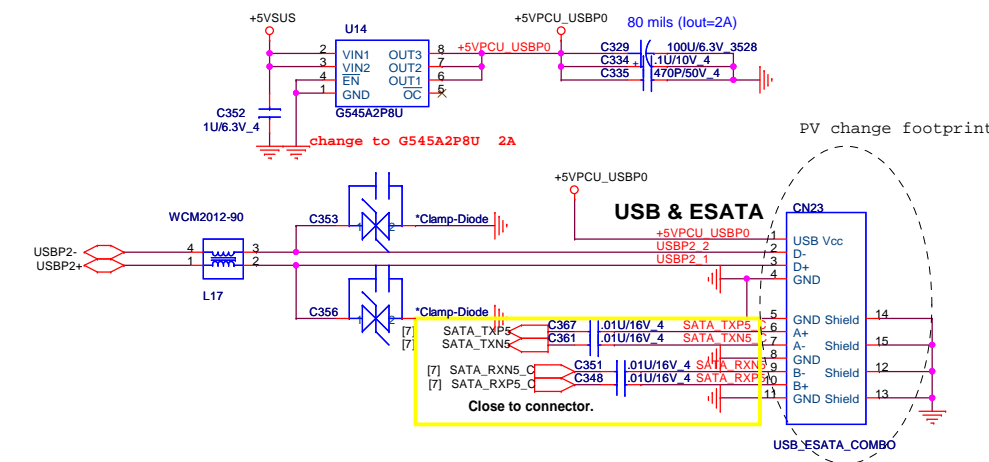 +5VSUS
U14
+5VPCU_USBP0
80 mils (Iout=2A)
2 VIN1 OUT3 8 +5VPCU_USBP0
3 VIN2 OUT2 7
4 EN OUT1 6
1 GND OC 5
G545A2P8U
C329 100U/6.3V_3528
C334 + .1U/10V_4
C335 470P/50V_4
C352
1U/6.3V_4
change to G545A2P8U 2A
PV change footprint
+5VPCU_USBP0
USB & ESATA
CN23
WCM2012-90
C353 1 2 *Clamp-Diode
USBP2- 4 3
USBP2+ 1 2
L17
C356 1 2 *Clamp-Diode
+5VPCU_USBP0 1 USB Vcc
USBP2_2 2 D-
USBP2_1 3 D+
4 GND
5 GND Shield 14
[7] SATA_TXP5 C367 .01U/16V_4 SATA_TXP5_C 6 A+
[7] SATA_TXN5 C361 .01U/16V_4 SATA_TXN5_C 7 A- Shield 15
8 GND
[7] SATA_RXN5_C C351 .01U/16V_4 SATA_RXN5 9 B- Shield 12
[7] SATA_RXP5_C C348 .01U/16V_4 SATA_RXP5 10 B+
11 GND Shield 13
Close to connector.
USB_ESATA_COMBO